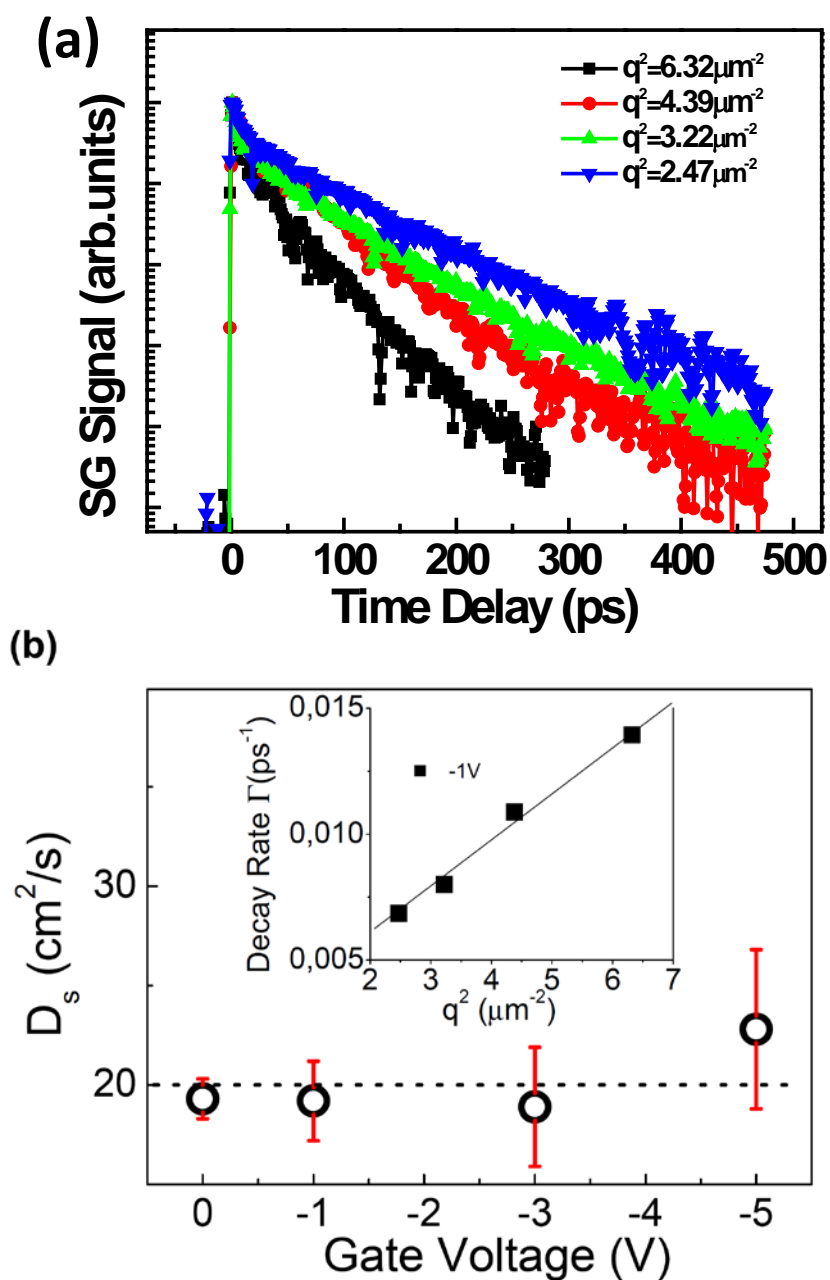 (a)
q²=6.32μm⁻²
q²=4.39μm⁻²
q²=3.22μm⁻²
q²=2.47μm⁻²
SG Signal (arb.units)
0 100 200 300 400 500
Time Delay (ps)
(b)
0,015
0,010
0,005
Decay Rate Γ(ps⁻¹)
-1V
2 3 4 5 6 7
q² (μm⁻²)
30
20
Dₛ (cm²/s)
0 -1 -2 -3 -4 -5
Gate Voltage (V)